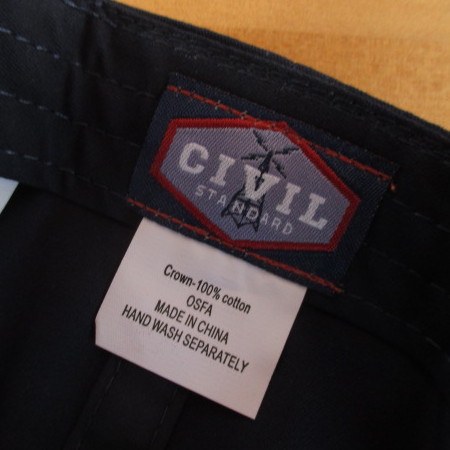 CIVIL
STANDARD
Crown-100% cotton
OSFA
MADE IN CHINA
HAND WASH SEPARATELY